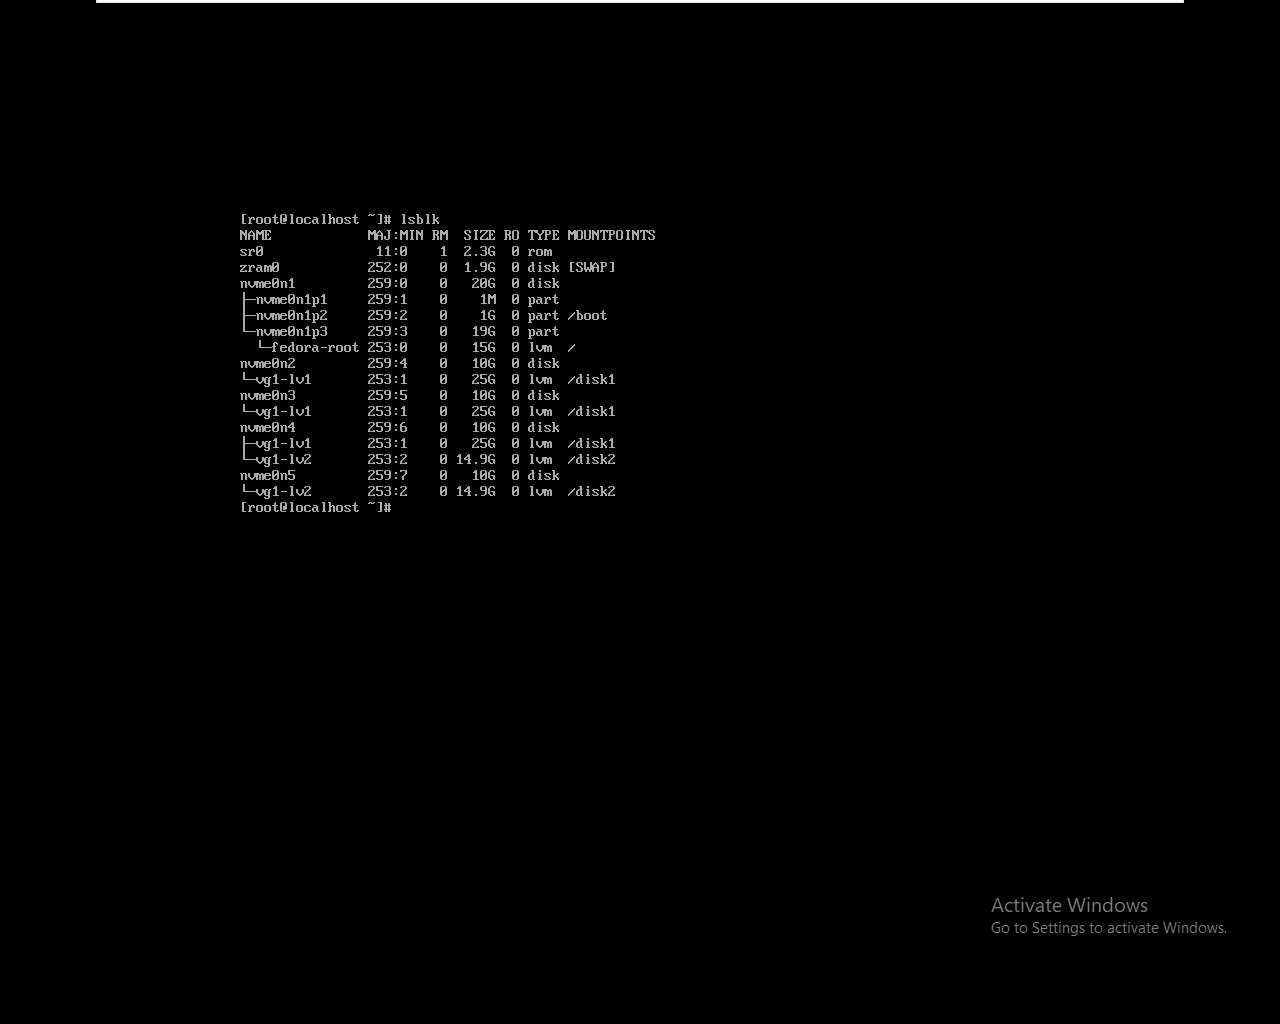 [root@localhost ~]# lsblk
NAME            MAJ:MIN RM  SIZE RO TYPE MOUNTPOINTS
sr0              11:0    1  2.3G  0 rom
zram0           252:0    0  1.9G  0 disk [SWAP]
nvme0n1         259:0    0   20G  0 disk
├─nvme0n1p1     259:1    0    1M  0 part
├─nvme0n1p2     259:2    0    1G  0 part /boot
└─nvme0n1p3     259:3    0   19G  0 part
  └─fedora-root 253:0    0   15G  0 lvm  /
nvme0n2         259:4    0   10G  0 disk
└─vg1-lv1       253:1    0   25G  0 lvm  /disk1
nvme0n3         259:5    0   10G  0 disk
└─vg1-lv1       253:1    0   25G  0 lvm  /disk1
nvme0n4         259:6    0   10G  0 disk
├─vg1-lv1       253:1    0   25G  0 lvm  /disk1
└─vg1-lv2       253:2    0 14.9G  0 lvm  /disk2
nvme0n5         259:7    0   10G  0 disk
└─vg1-lv2       253:2    0 14.9G  0 lvm  /disk2
[root@localhost ~]#
Activate Windows
Go to Settings to activate Windows.